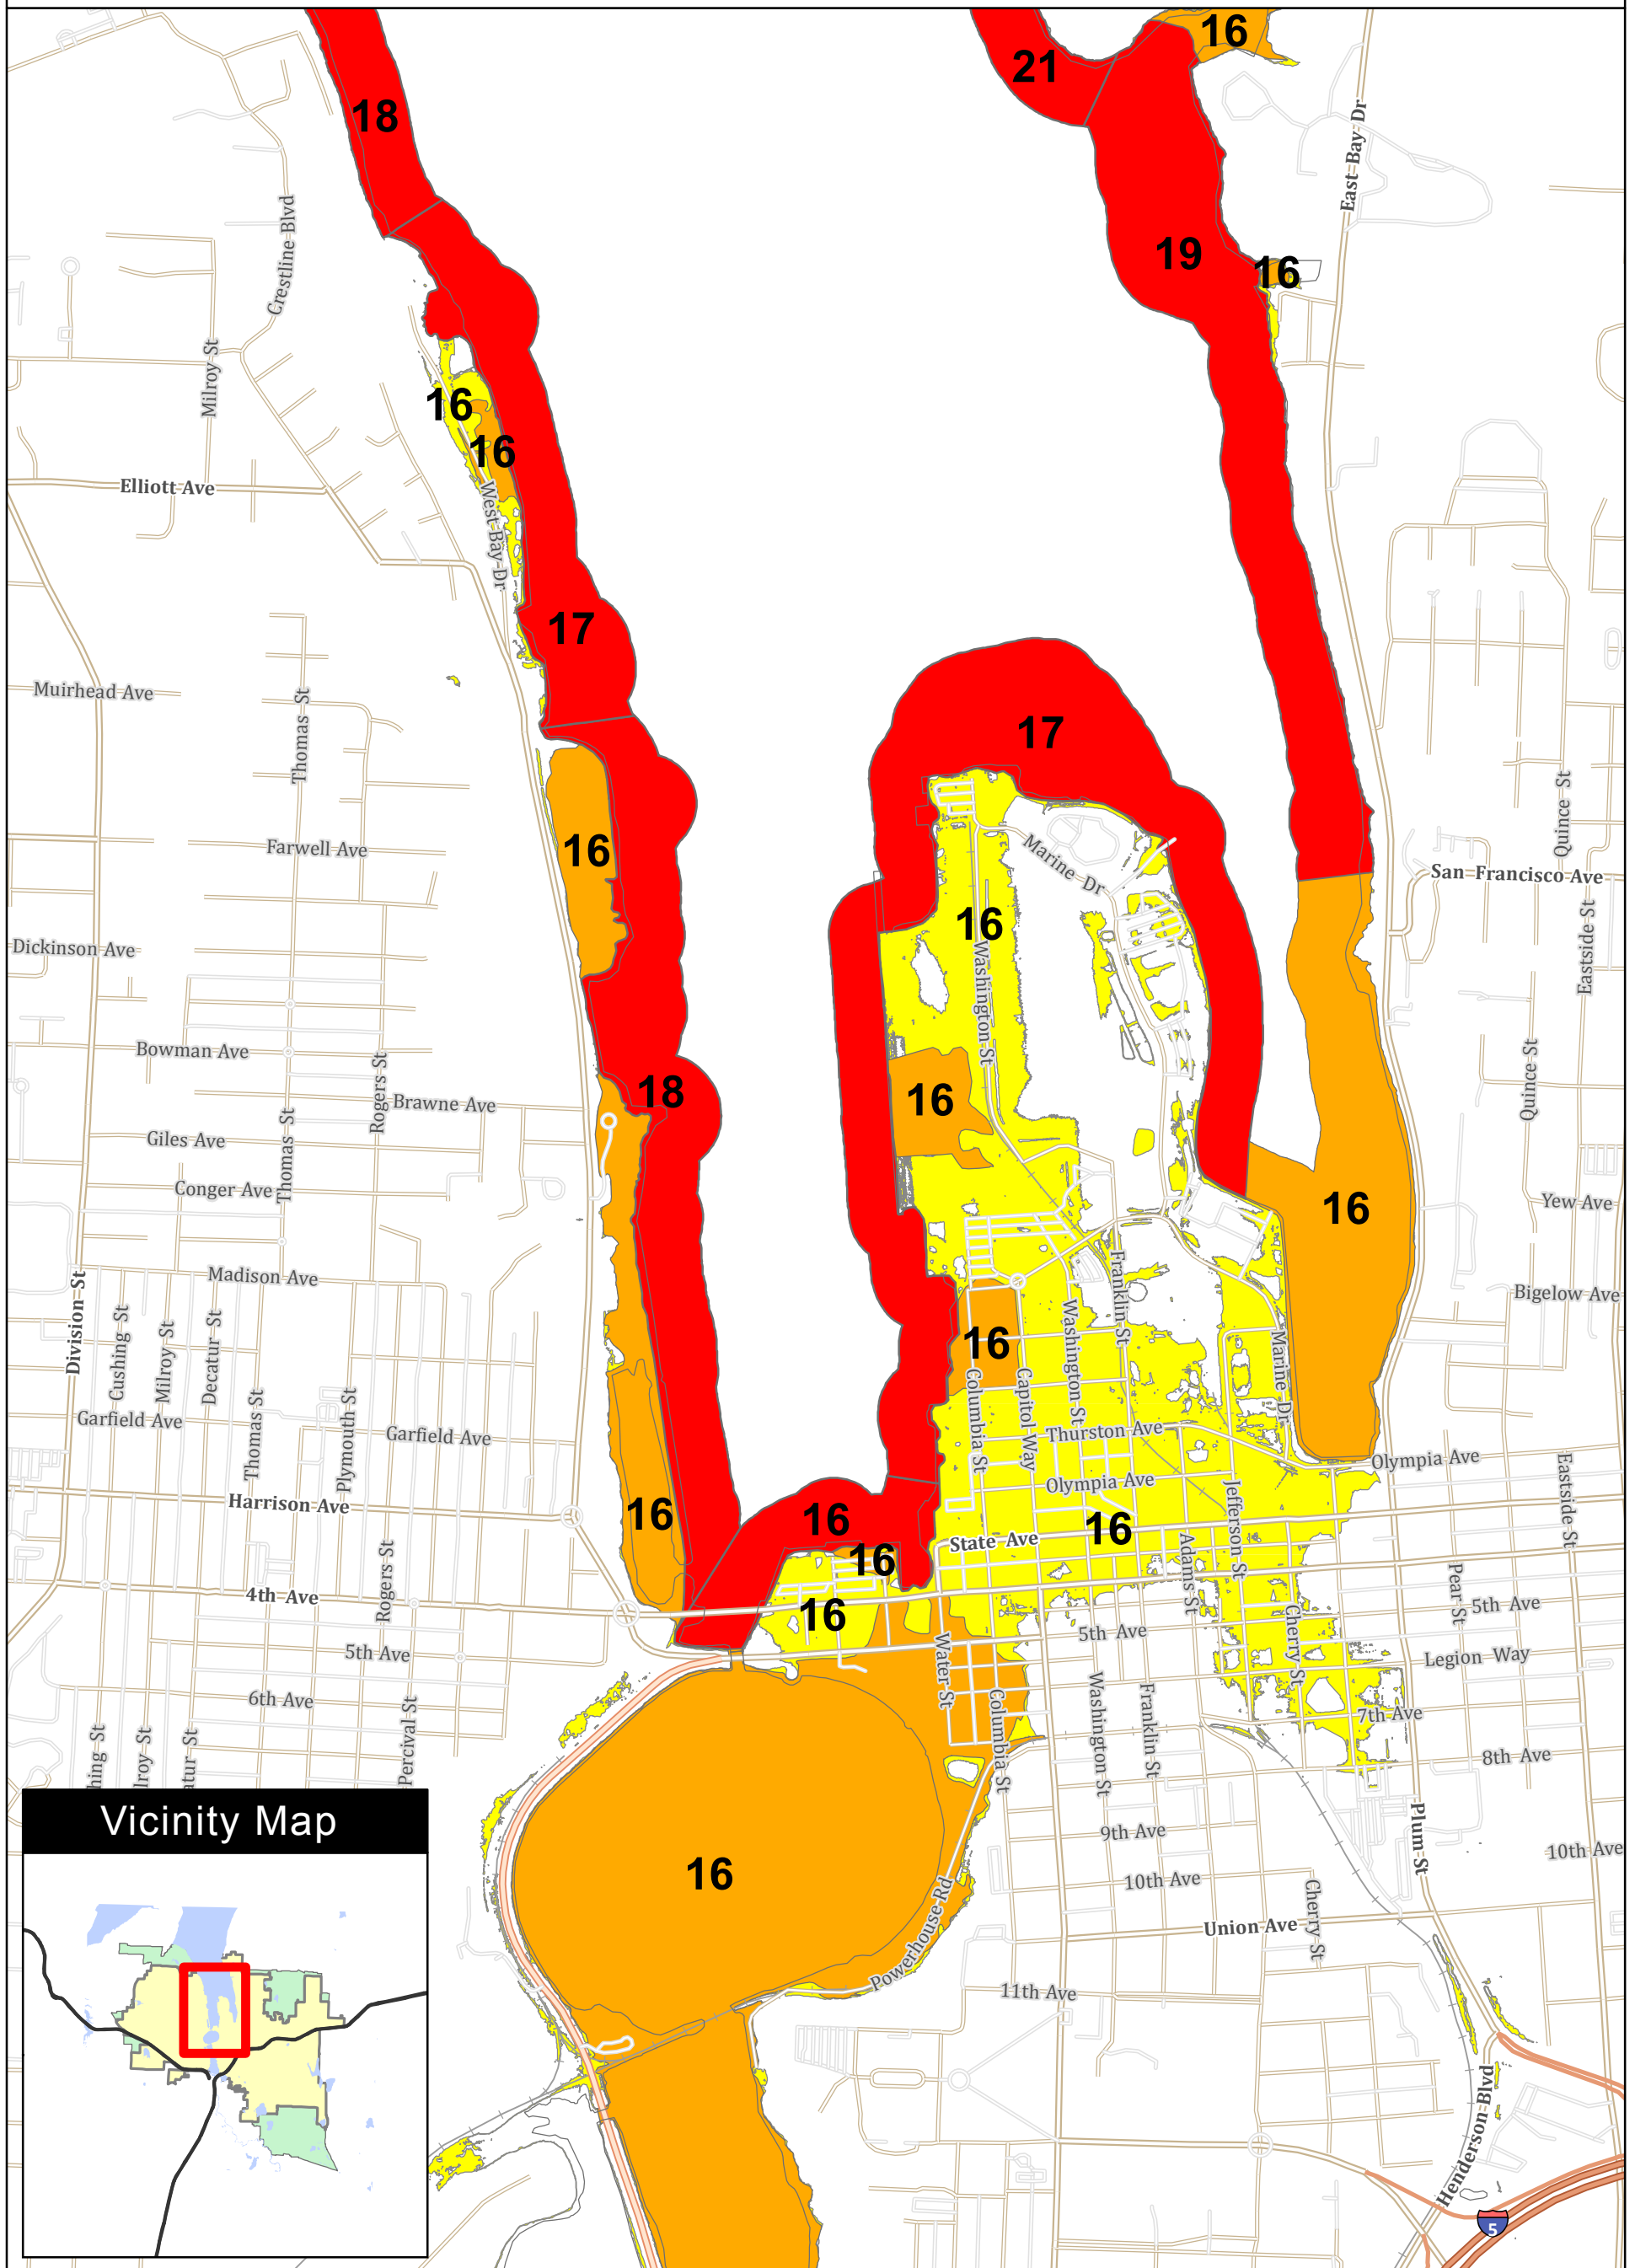 16
21
18
East Bay Dr
Crestline Blvd
19
16
Milroy St
16
16
Elliott Ave
West Bay Dr
17
Muirhead Ave
Thomas St
17
Quince St
Farwell Ave
16
Marine Dr
San Francisco Ave
16
Dickinson Ave
Washington St
Eastside St
Bowman Ave
Rogers St
Quince St
18
16
Brawne Ave
Giles Ave
Thomas St
Conger Ave
16
Yew Ave
Madison Ave
Franklin St
Bigelow Ave
Division St
Cushing St
Milroy St
Decatur St
Washington St
16
Marine Dr
Thomas St
Plymouth St
Columbia St
Capitol Way
Garfield Ave
Garfield Ave
Thurston Ave
Olympia Ave
Olympia Ave
Jefferson St
Eastside St
Harrison Ave
16
16
16
State Ave
16
Adams St
Rogers St
4th Ave
16
Pear St
5th Ave
Cherry St
5th Ave
5th Ave
Legion Way
Water St
6th Ave
Columbia St
Washington St
Franklin St
7th Ave
Percival St
hing St
lroy St
atur St
8th Ave
Vicinity Map
Plum St
9th Ave
10th Ave
16
10th Ave
Powerhouse Rd
Union Ave
Cherry St
11th Ave
Henderson Blvd
5